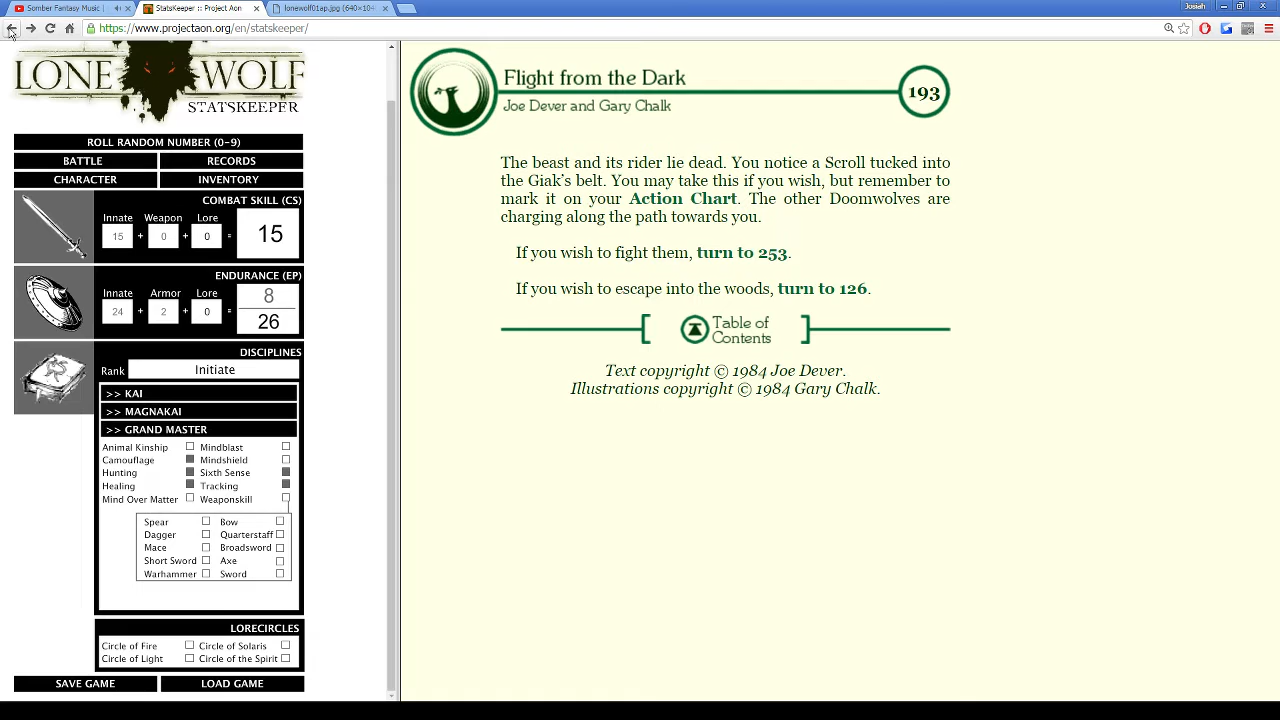 Somber Fantasy Music |
StatsKeeper :: Project Aon
lonewolf01ap.jpg (640×10
Josiah
https://www.projectaon.org/en/statskeeper/
LONE WOLF
STATSKEEPER
ROLL RANDOM NUMBER (0-9)
BATTLE RECORDS
CHARACTER INVENTORY
COMBAT SKILL (CS)
Innate Weapon Lore
15 + 0 + 0 = 15
ENDURANCE (EP)
Innate Armor Lore
8
24 + 2 + 0 =
26
DISCIPLINES
Rank Initiate
>> KAI
>> MAGNAKAI
>> GRAND MASTER
Animal Kinship Mindblast
Camouflage Mindshield
Hunting Sixth Sense
Healing Tracking
Mind Over Matter Weaponskill
Spear Bow
Dagger Quarterstaff
Mace Broadsword
Short Sword Axe
Warhammer Sword
LORECIRCLES
Circle of Fire Circle of Solaris
Circle of Light Circle of the Spirit
SAVE GAME LOAD GAME
Flight from the Dark
Joe Dever and Gary Chalk
193
The beast and its rider lie dead. You notice a Scroll tucked into
the Giak’s belt. You may take this if you wish, but remember to
mark it on your Action Chart. The other Doomwolves are
charging along the path towards you.
If you wish to fight them, turn to 253.
If you wish to escape into the woods, turn to 126.
Table of
Contents
Text copyright © 1984 Joe Dever.
Illustrations copyright © 1984 Gary Chalk.